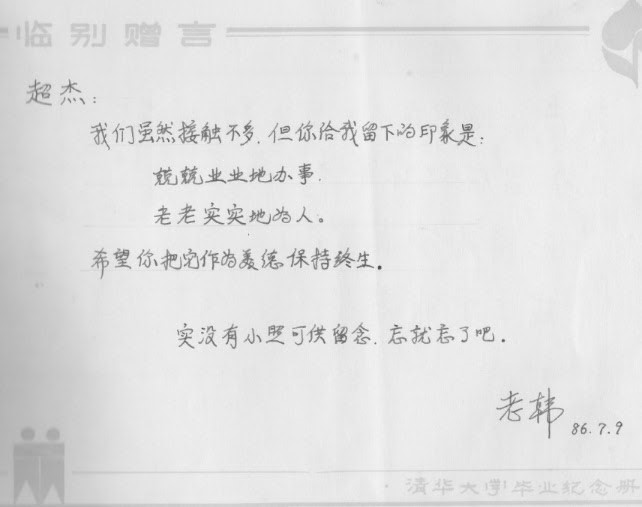 临别赠言
超杰：
我们虽然接触不多，但你给我留下的印象是：
兢兢业业地办事，
老老实实地为人。
希望你把它作为美德保持终生。
实没有小照可供留念，忘就忘了吧。
老韩
86.7.9
·清华大学毕业纪念册